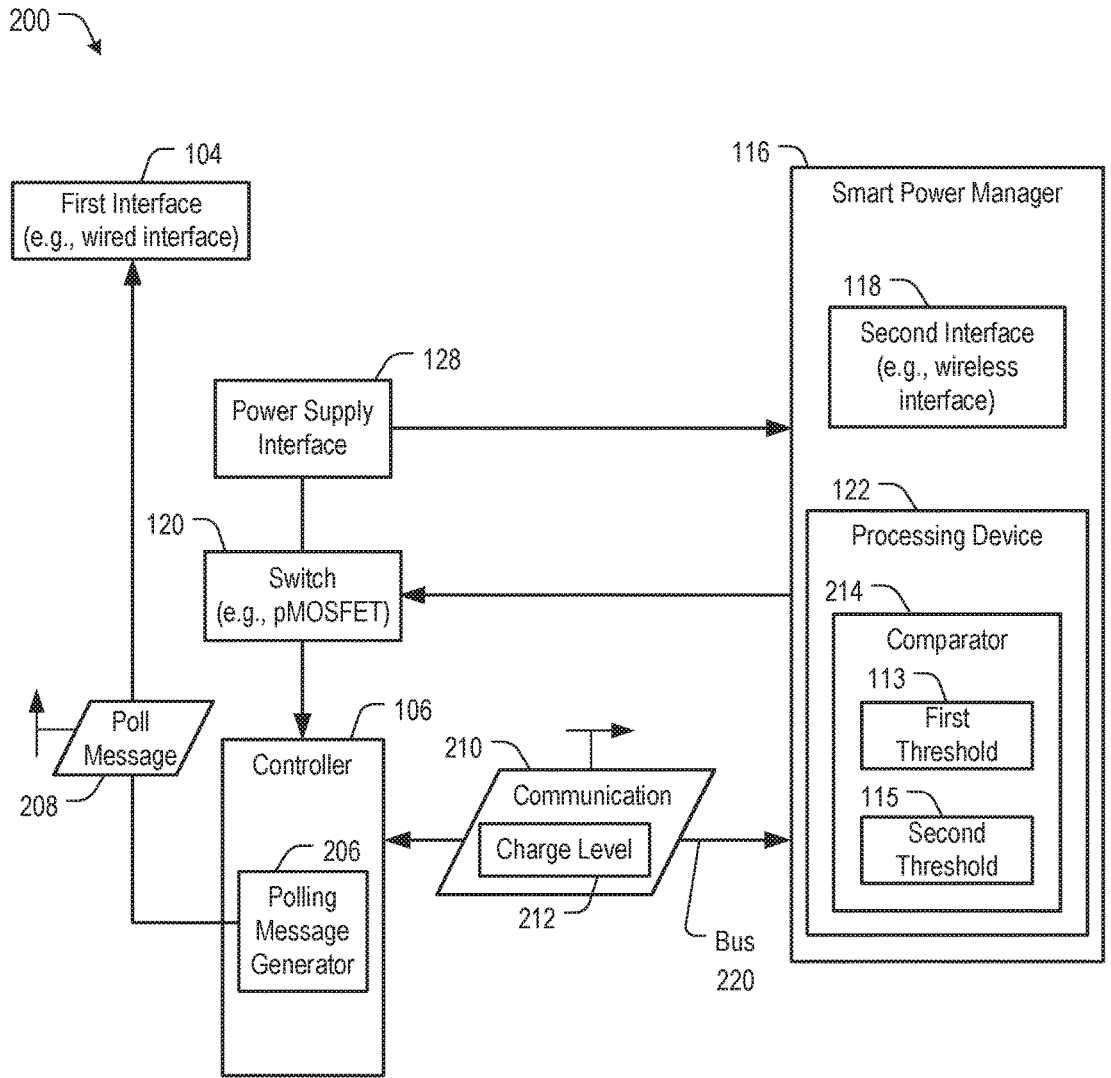 200
104
First Interface
(e.g., wired interface)
116
Smart Power Manager
118
Second Interface
(e.g., wireless
interface)
128
Power Supply
Interface
122
Processing Device
120
Switch
(e.g., pMOSFET)
214
Comparator
113
First
Threshold
115
Second
Threshold
Poll
Message
208
106
Controller
206
Polling
Message
Generator
210
Communication
Charge Level
212
Bus
220